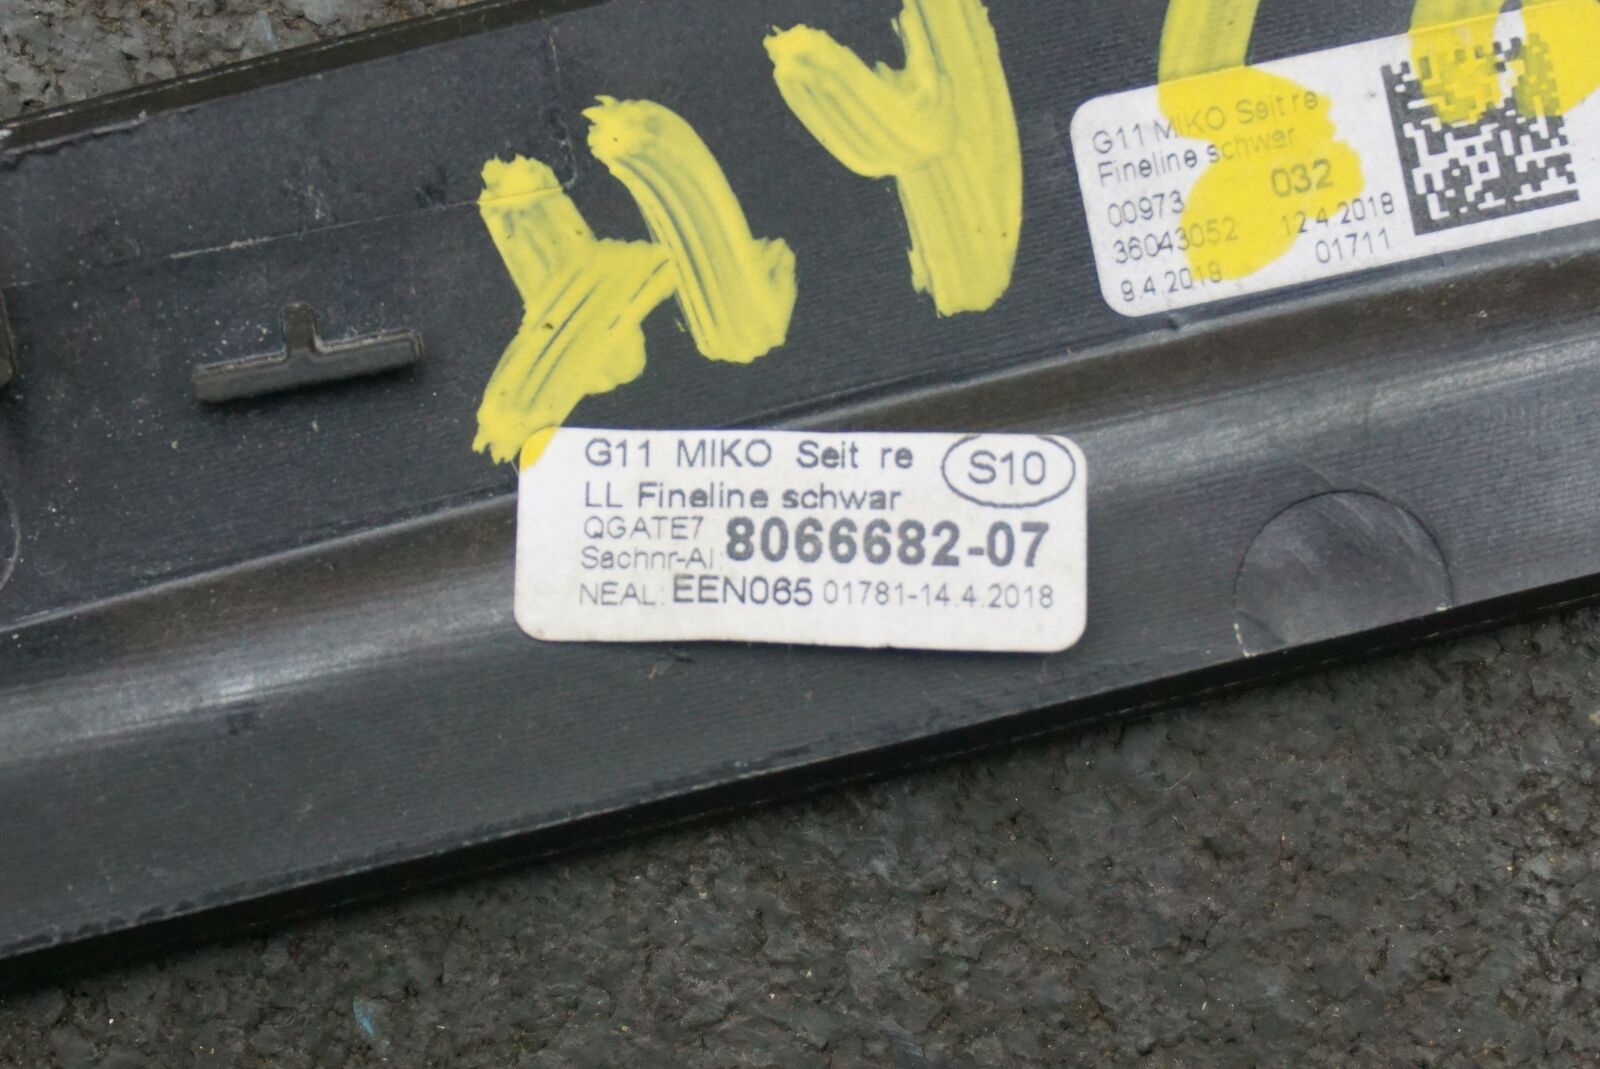 G11 MIKO Seit re
Fineline schwar
00973 032
36043052 12.4.2018
9.4.2018 01711
G11 MIKO Seit re S10
LL Fineline schwar
QGATE7
Sachnr-AI: 8066682-07
NEAL: EEN065 01781-14.4.2018